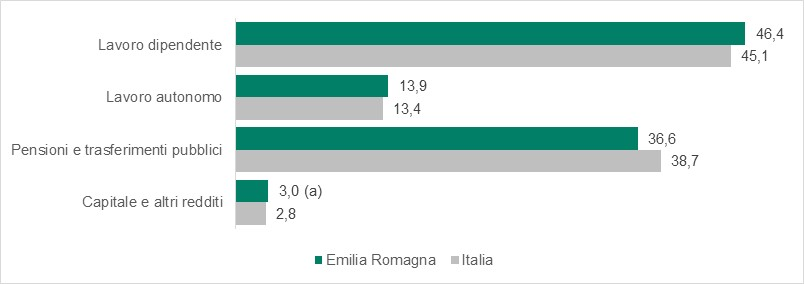 Lavoro dipendente
46,4
45,1
Lavoro autonomo
13,9
13,4
Pensioni e trasferimenti pubblici
36,6
38,7
Capitale e altri redditi
3,0 (a)
2,8
Emilia Romagna
Italia